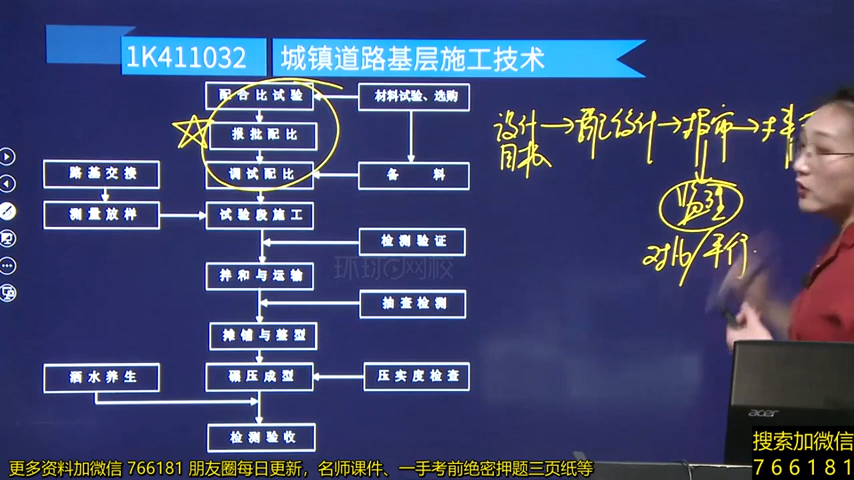 1K411032 城镇道路基层施工技术
配合比试验
材料试验、选购
报批配比
路基交接
调试配比
备料
测量放样
试验段施工
检测验证
拌和与运输
环球网校
抽查检测
摊铺与整型
洒水养生
碾压成型
压实度检查
检测验收
设计
目标
→配设计→报审→
监理
对比/平行
acer
搜索加微信
766181
更多资料加微信 766181 朋友圈每日更新，名师课件、一手考前绝密押题三页纸等